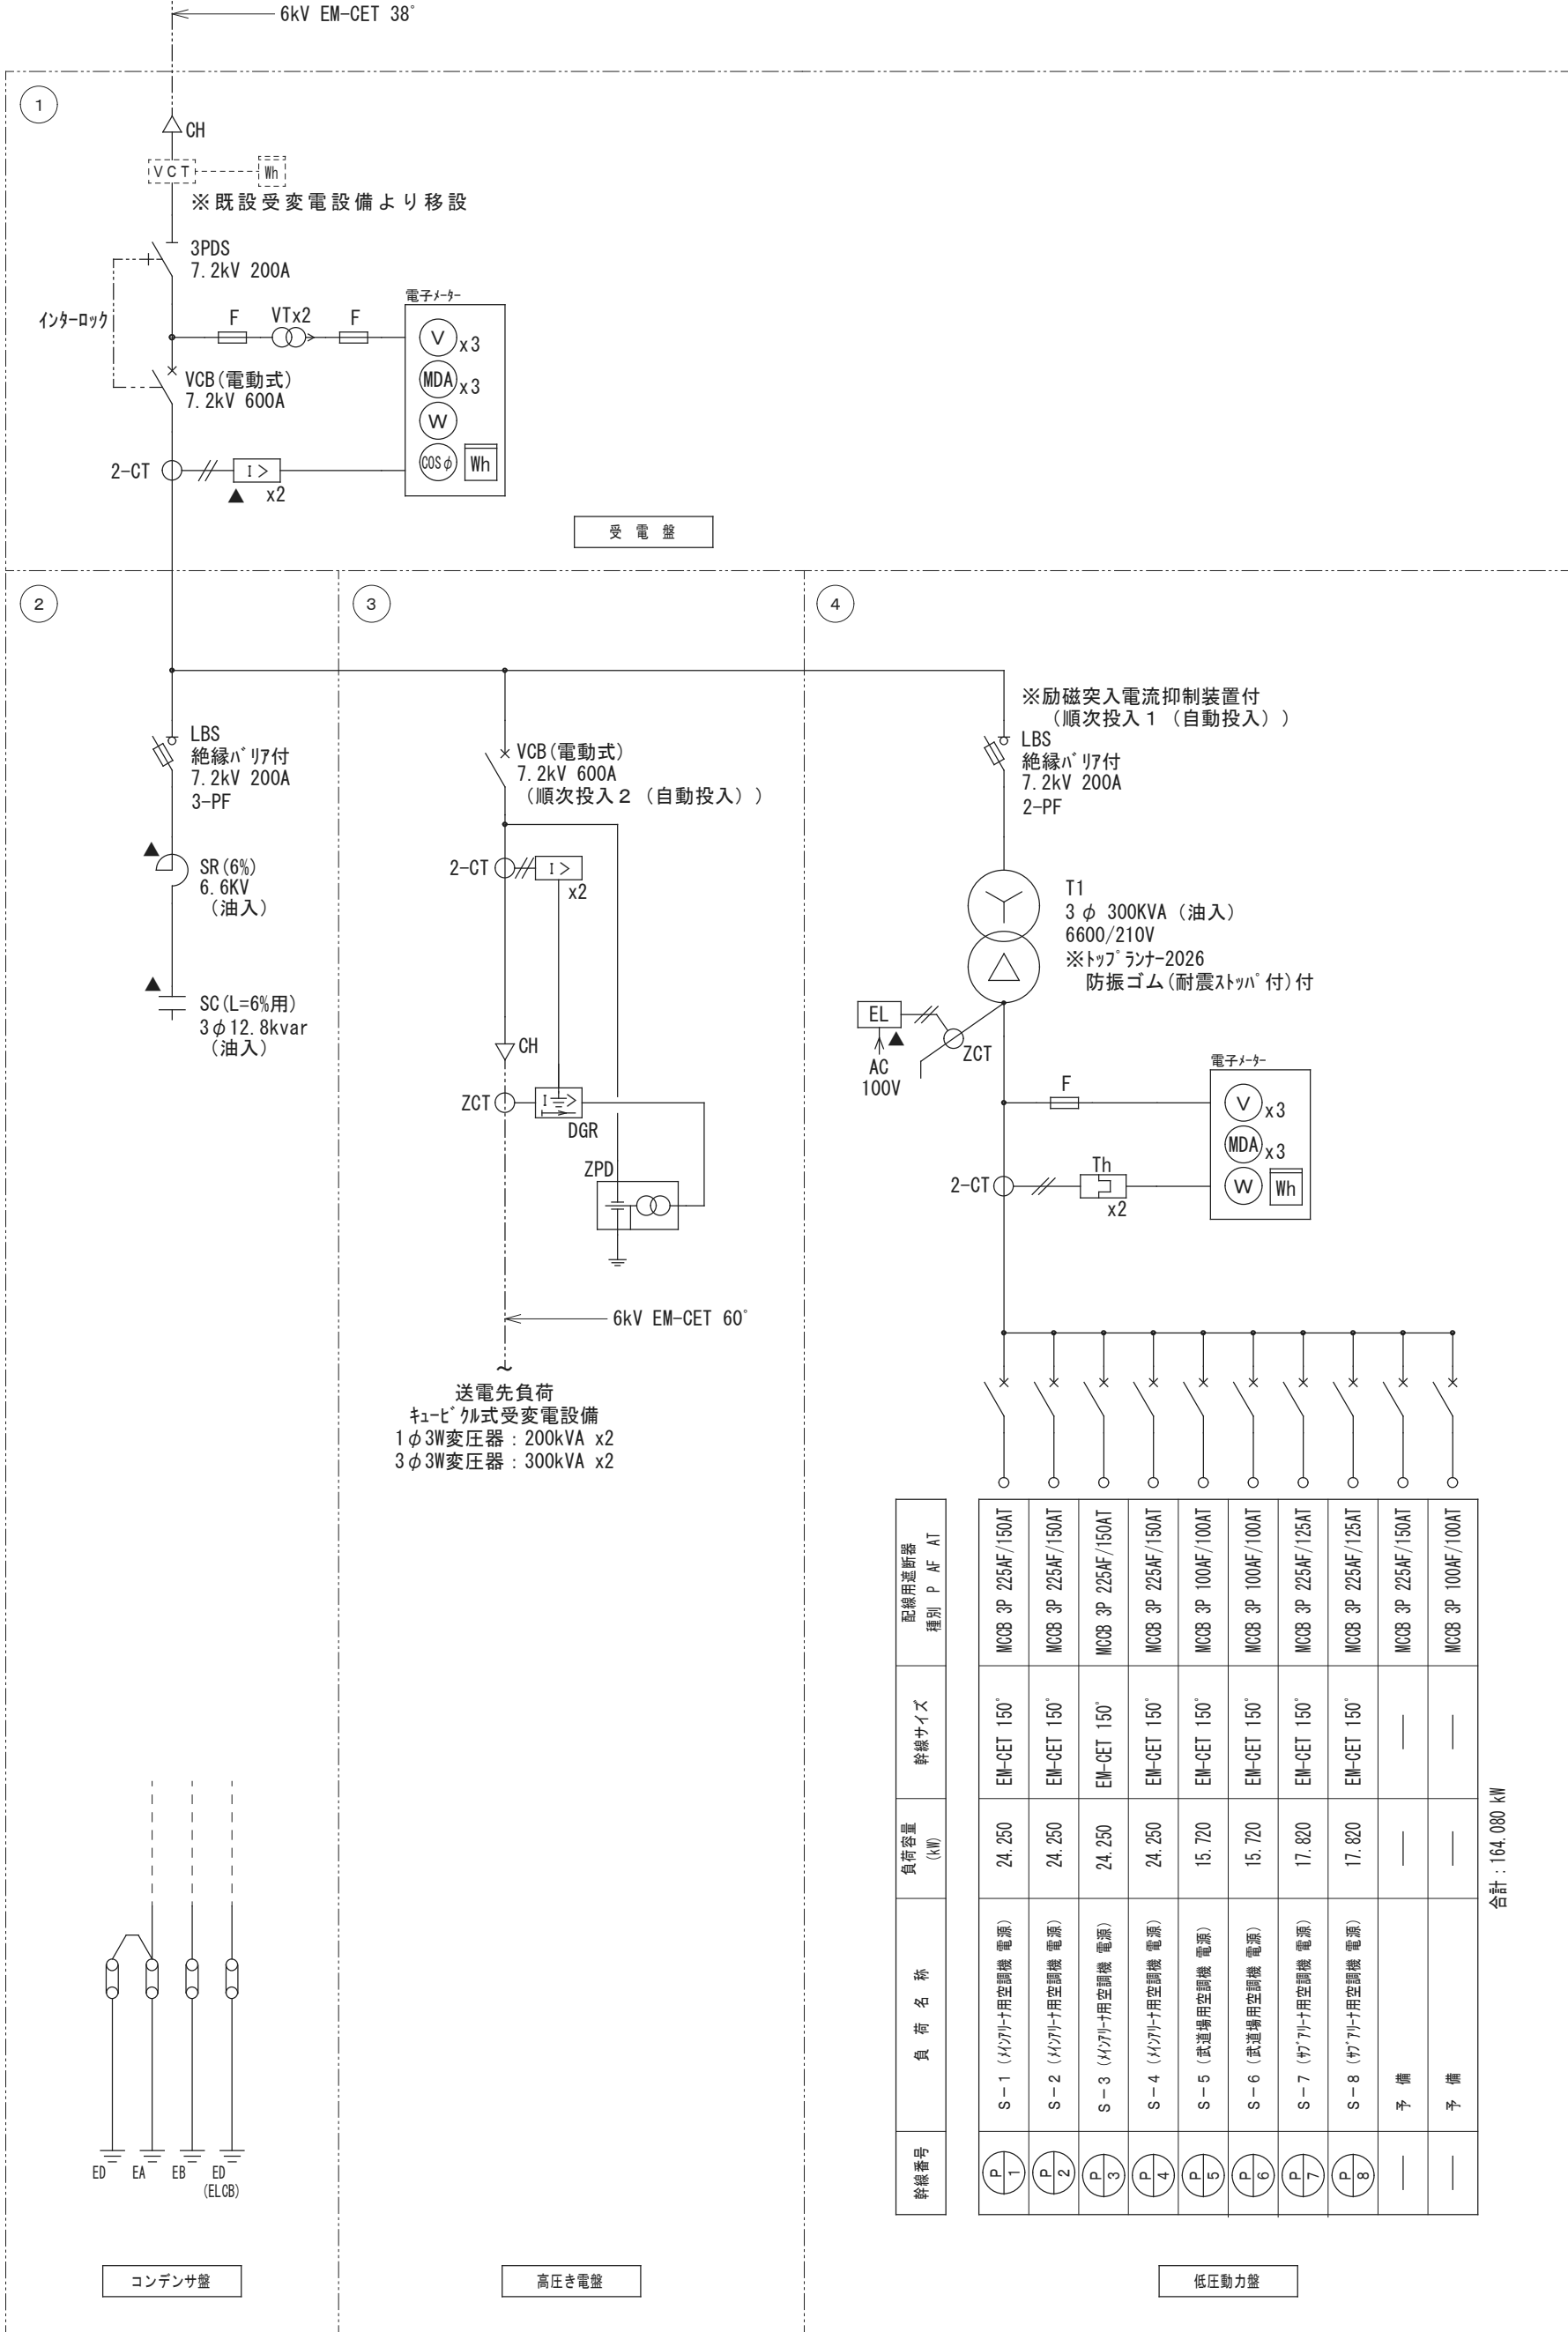 6kV EM-CET 38°
1
CH
VCT
Wh
※既設受変電設備より移設
3PDS
7.2kV 200A
インターロック
F
VTx2
F
電子メーター
V x3
MDA x3
W
COSφ Wh
VCB(電動式)
7.2kV 600A
2-CT
I>
x2
受電盤
2
LBS
絶縁バリア付
7.2kV 200A
3-PF
SR(6%)
6.6KV
(油入)
SC(L=6%用)
3φ12.8kvar
(油入)
ED
EA
EB
ED
(ELCB)
コンデンサ盤
3
VCB(電動式)
7.2kV 600A
(順次投入2(自動投入))
2-CT
I>
x2
CH
ZCT
I>
DGR
ZPD
6kV EM-CET 60°
送電先負荷
キュービクル式受変電設備
1φ3W変圧器:200kVA x2
3φ3W変圧器:300kVA x2
高圧き電盤
4
※励磁突入電流抑制装置付
(順次投入1(自動投入))
LBS
絶縁バリア付
7.2kV 200A
2-PF
T1
3φ 300KVA (油入)
6600/210V
※トップランナー2026
防振ゴム(耐震ストッパ付)付
EL
AC
100V
ZCT
F
電子メーター
V x3
MDA x3
W Wh
2-CT
Th
x2
幹線番号 負荷名称 負荷容量 (kW) 幹線サイズ 配線用遮断器 種別 P AF AT
P 1 S-1 (メインアリーナ用空調機 電源) 24.250 EM-CET 150° MCCB 3P 225AF/150AT
P 2 S-2 (メインアリーナ用空調機 電源) 24.250 EM-CET 150° MCCB 3P 225AF/150AT
P 3 S-3 (メインアリーナ用空調機 電源) 24.250 EM-CET 150° MCCB 3P 225AF/150AT
P 4 S-4 (メインアリーナ用空調機 電源) 24.250 EM-CET 150° MCCB 3P 225AF/150AT
P 5 S-5 (武道場用空調機 電源) 15.720 EM-CET 150° MCCB 3P 100AF/100AT
P 6 S-6 (武道場用空調機 電源) 15.720 EM-CET 150° MCCB 3P 100AF/100AT
P 7 S-7 (サブアリーナ用空調機 電源) 17.820 EM-CET 150° MCCB 3P 225AF/125AT
P 8 S-8 (サブアリーナ用空調機 電源) 17.820 EM-CET 150° MCCB 3P 225AF/125AT
— 予備 — — MCCB 3P 225AF/150AT
— 予備 — — MCCB 3P 100AF/100AT
合計:164.080 kW
低圧動力盤